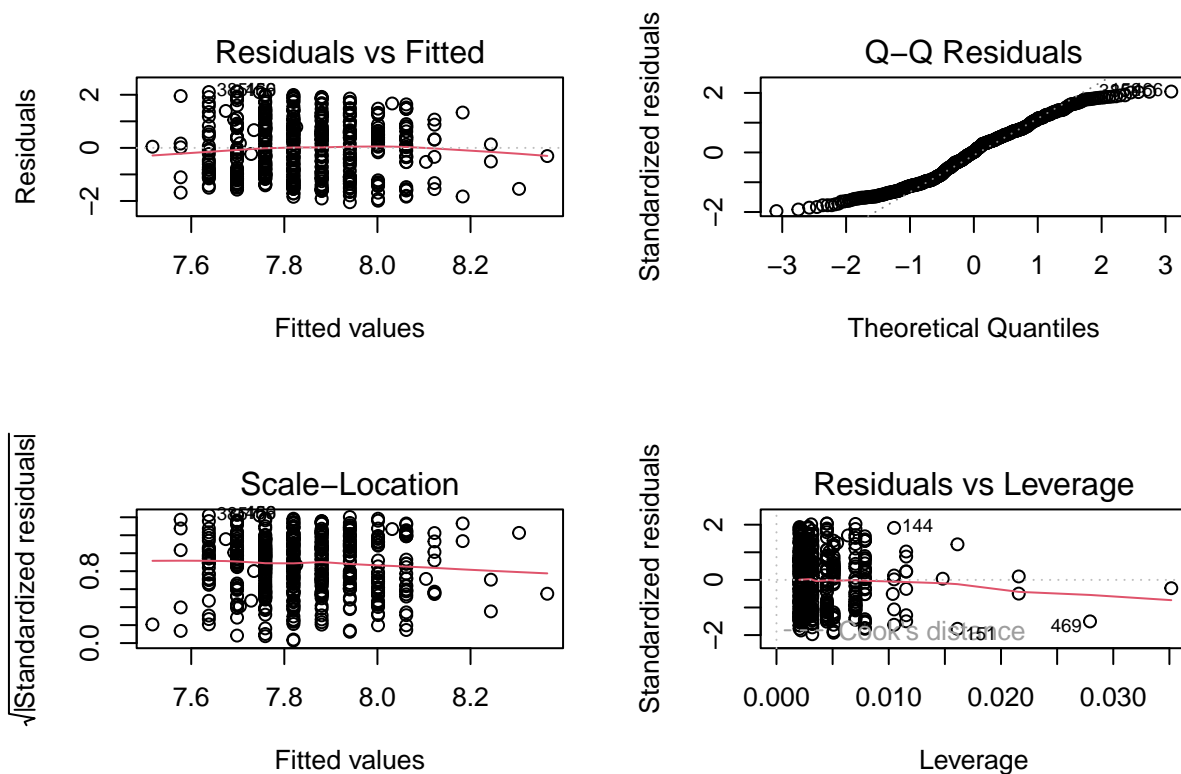 Residuals vs Fitted
Residuals
2
0
−2
7.6 7.8 8.0 8.2
Fitted values
Q−Q Residuals
Standardized residuals
2
0
−2
−3 −2 −1 0 1 2 3
Theoretical Quantiles
Scale−Location
√|Standardized residuals|
0.8
0.0
7.6 7.8 8.0 8.2
Fitted values
Residuals vs Leverage
Standardized residuals
2
0
−2
144
469
151
Cook's distance
0.000 0.010 0.020 0.030
Leverage